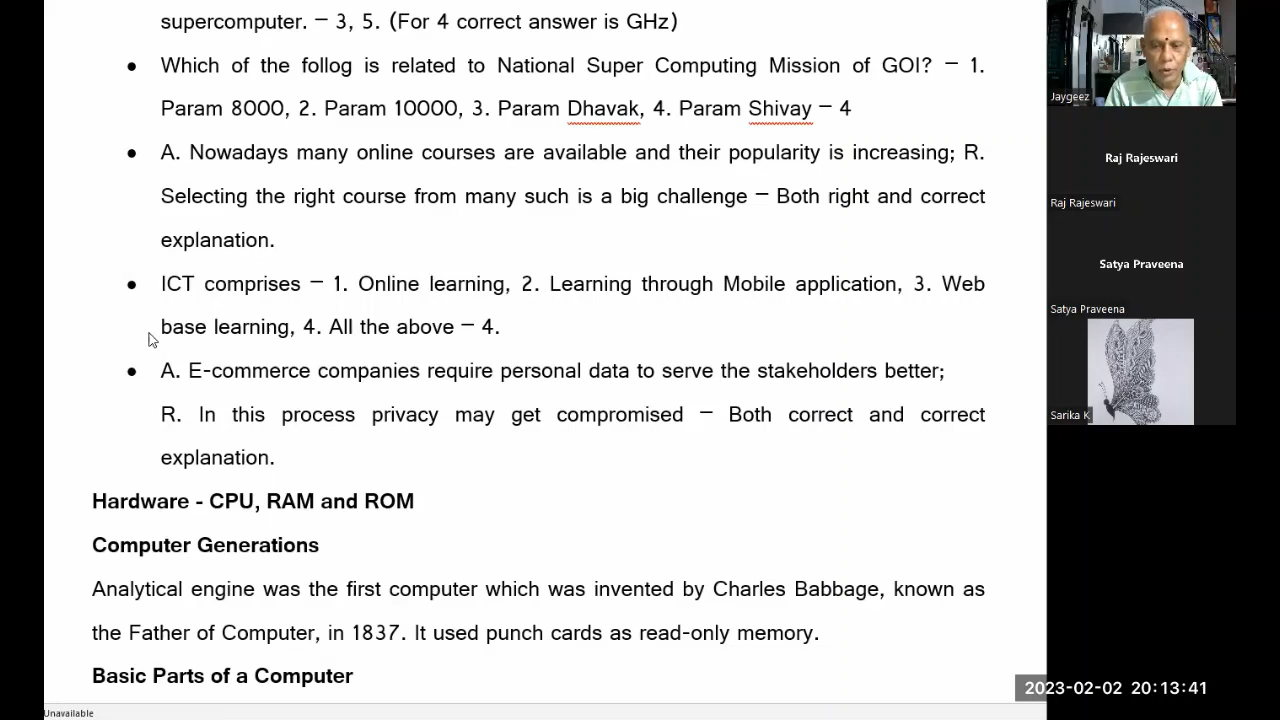 supercomputer. – 3, 5. (For 4 correct answer is GHz)
● Which of the follog is related to National Super Computing Mission of GOI? – 1.
Param 8000, 2. Param 10000, 3. Param Dhavak, 4. Param Shivay – 4
● A. Nowadays many online courses are available and their popularity is increasing; R.
Selecting the right course from many such is a big challenge – Both right and correct
explanation.
● ICT comprises – 1. Online learning, 2. Learning through Mobile application, 3. Web
base learning, 4. All the above – 4.
● A. E-commerce companies require personal data to serve the stakeholders better;
R. In this process privacy may get compromised – Both correct and correct
explanation.
Hardware - CPU, RAM and ROM
Computer Generations
Analytical engine was the first computer which was invented by Charles Babbage, known as
the Father of Computer, in 1837. It used punch cards as read-only memory.
Basic Parts of a Computer
Unavailable
Jaygeez
Raj Rajeswari
Raj Rajeswari
Satya Praveena
Satya Praveena
Sarika K
2023-02-02 20:13:41